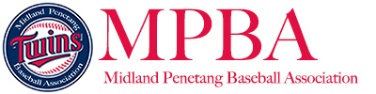 Midland Penetang
Twins
Baseball Association
MPBA
Midland Penetang Baseball Association